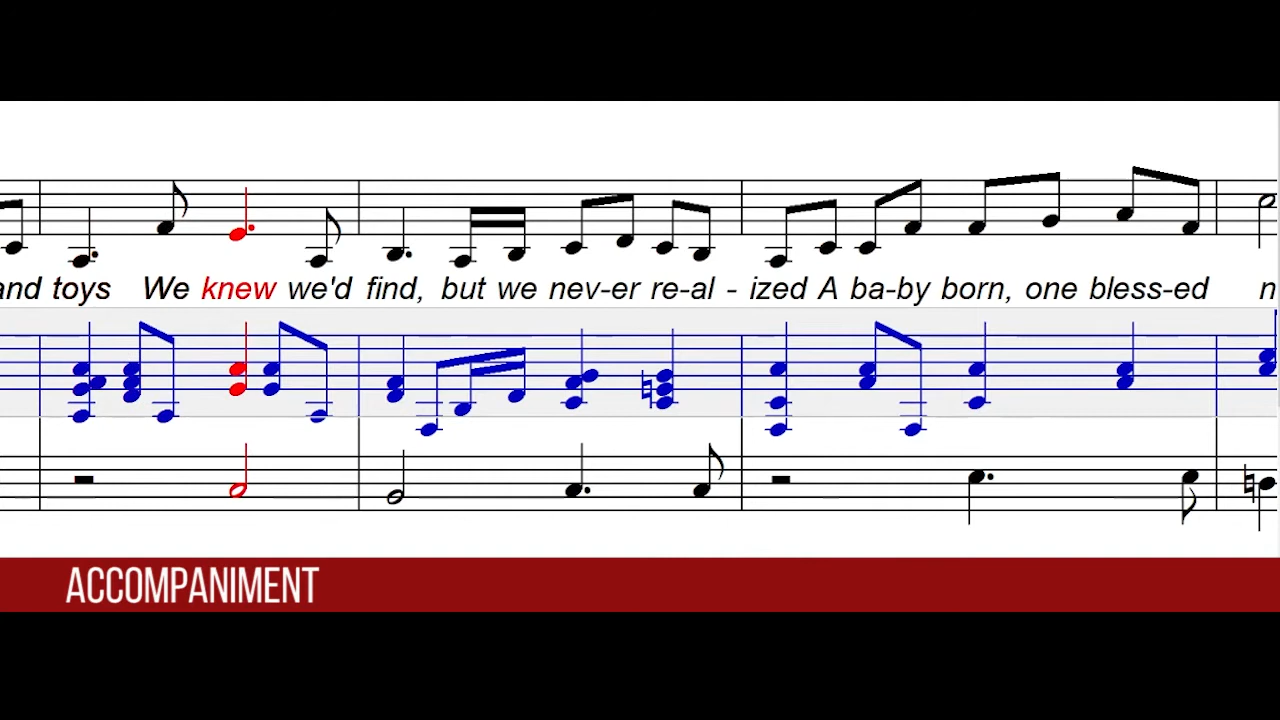 and toys We knew we'd find, but we nev-er re-al - ized A ba-by born, one bless-ed n
ACCOMPANIMENT